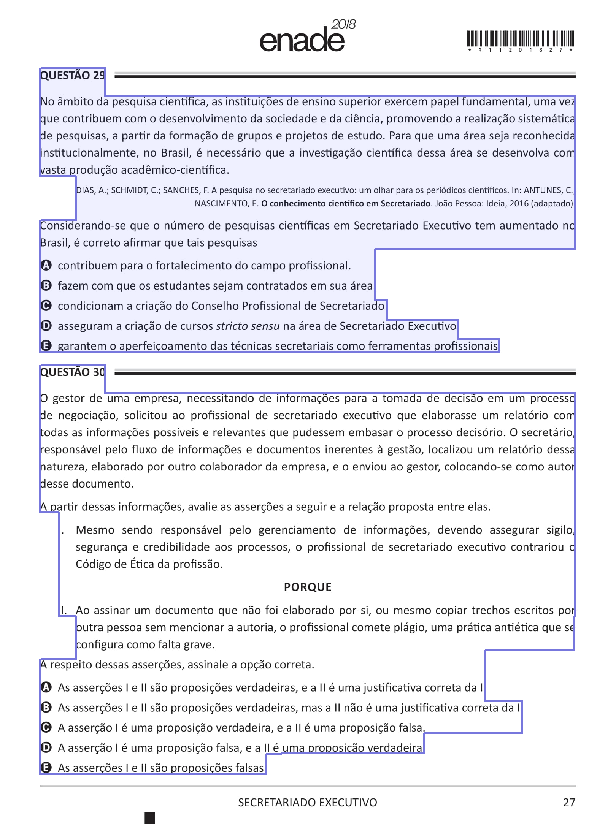 enade 2018
*R1120182 7*
QUESTÃO 29
No âmbito da pesquisa científica, as instituições de ensino superior exercem papel fundamental, uma vez
que contribuem com o desenvolvimento da sociedade e da ciência, promovendo a realização sistemática
de pesquisas, a partir da formação de grupos e projetos de estudo. Para que uma área seja reconhecida
institucionalmente, no Brasil, é necessário que a investigação científica dessa área se desenvolva com
vasta produção acadêmico-científica.
DIAS, A.; SCHMIDT, C.; SANCHES, F. A pesquisa no secretariado executivo: um olhar para os periódicos científicos. In: ANTUNES, C.
NASCIMENTO, E. O conhecimento científico em Secretariado. João Pessoa: Ideia, 2016 (adaptado)
Considerando-se que o número de pesquisas científicas em Secretariado Executivo tem aumentado no
Brasil, é correto afirmar que tais pesquisas
A contribuem para o fortalecimento do campo profissional.
B fazem com que os estudantes sejam contratados em sua área
C condicionam a criação do Conselho Profissional de Secretariado
D asseguram a criação de cursos stricto sensu na área de Secretariado Executivo
E garantem o aperfeiçoamento das técnicas secretariais como ferramentas profissionais
QUESTÃO 30
O gestor de uma empresa, necessitando de informações para a tomada de decisão em um processo
de negociação, solicitou ao profissional de secretariado executivo que elaborasse um relatório com
todas as informações possíveis e relevantes que pudessem embasar o processo decisório. O secretário,
responsável pelo fluxo de informações e documentos inerentes à gestão, localizou um relatório dessa
natureza, elaborado por outro colaborador da empresa, e o enviou ao gestor, colocando-se como autor
desse documento.
A partir dessas informações, avalie as asserções a seguir e a relação proposta entre elas.
I. Mesmo sendo responsável pelo gerenciamento de informações, devendo assegurar sigilo,
segurança e credibilidade aos processos, o profissional de secretariado executivo contrariou o
Código de Ética da profissão.
PORQUE
II. Ao assinar um documento que não foi elaborado por si, ou mesmo copiar trechos escritos por
outra pessoa sem mencionar a autoria, o profissional comete plágio, uma prática antiética que se
configura como falta grave.
A respeito dessas asserções, assinale a opção correta.
A As asserções I e II são proposições verdadeiras, e a II é uma justificativa correta da I
B As asserções I e II são proposições verdadeiras, mas a II não é uma justificativa correta da I
C A asserção I é uma proposição verdadeira, e a II é uma proposição falsa.
D A asserção I é uma proposição falsa, e a II é uma proposição verdadeira
E As asserções I e II são proposições falsas
SECRETARIADO EXECUTIVO 27